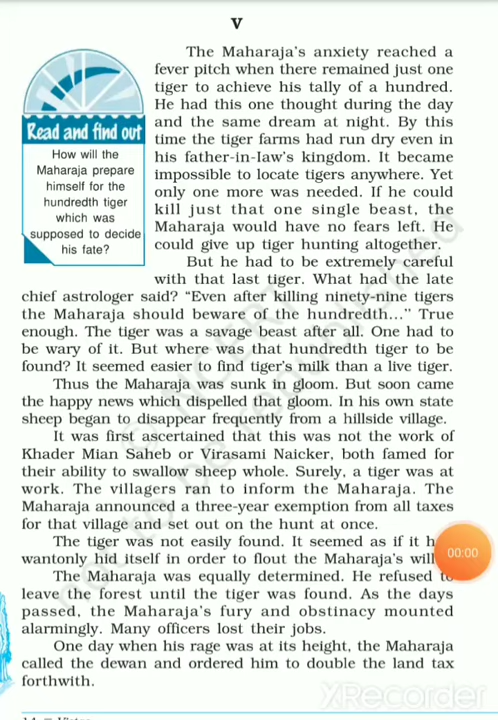 V
The Maharaja's anxiety reached a
fever pitch when there remained just one
tiger to achieve his tally of a hundred.
He had this one thought during the day
and the same dream at night. By this
time the tiger farms had run dry even in
his father-in-law's kingdom. It became
impossible to locate tigers anywhere. Yet
only one more was needed. If he could
kill just that one single beast, the
Maharaja would have no fears left. He
could give up tiger hunting altogether.
Read and find out
How will the
Maharaja prepare
himself for the
hundredth tiger
which was
supposed to decide
his fate?
But he had to be extremely careful
with that last tiger. What had the late
chief astrologer said? “Even after killing ninety-nine tigers
the Maharaja should beware of the hundredth...” True
enough. The tiger was a savage beast after all. One had to
be wary of it. But where was that hundredth tiger to be
found? It seemed easier to find tiger's milk than a live tiger.
Thus the Maharaja was sunk in gloom. But soon came
the happy news which dispelled that gloom. In his own state
sheep began to disappear frequently from a hillside village.
It was first ascertained that this was not the work of
Khader Mian Saheb or Virasami Naicker, both famed for
their ability to swallow sheep whole. Surely, a tiger was at
work. The villagers ran to inform the Maharaja. The
Maharaja announced a three-year exemption from all taxes
for that village and set out on the hunt at once.
The tiger was not easily found. It seemed as if it
wantonly hid itself in order to flout the Maharaja's will
00:00
The Maharaja was equally determined. He refused to
leave the forest until the tiger was found. As the days
passed, the Maharaja's fury and obstinacy mounted
alarmingly. Many officers lost their jobs.
One day when his rage was at its height, the Maharaja
called the dewan and ordered him to double the land tax
forthwith.
XRecorder